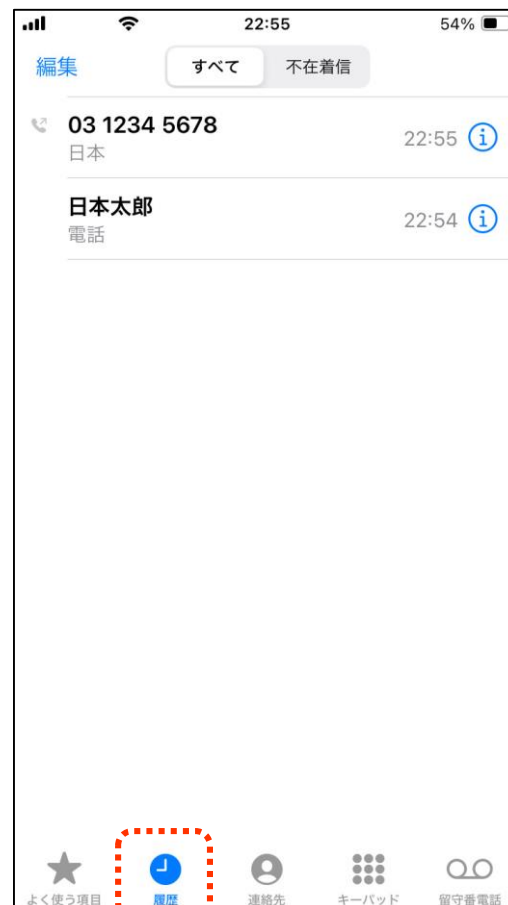 22:55 54%
編集 すべて 不在着信
03 1234 5678
日本
22:55
日本太郎
電話
22:54
よく使う項目 履歴 連絡先 キーパッド 留守番電話